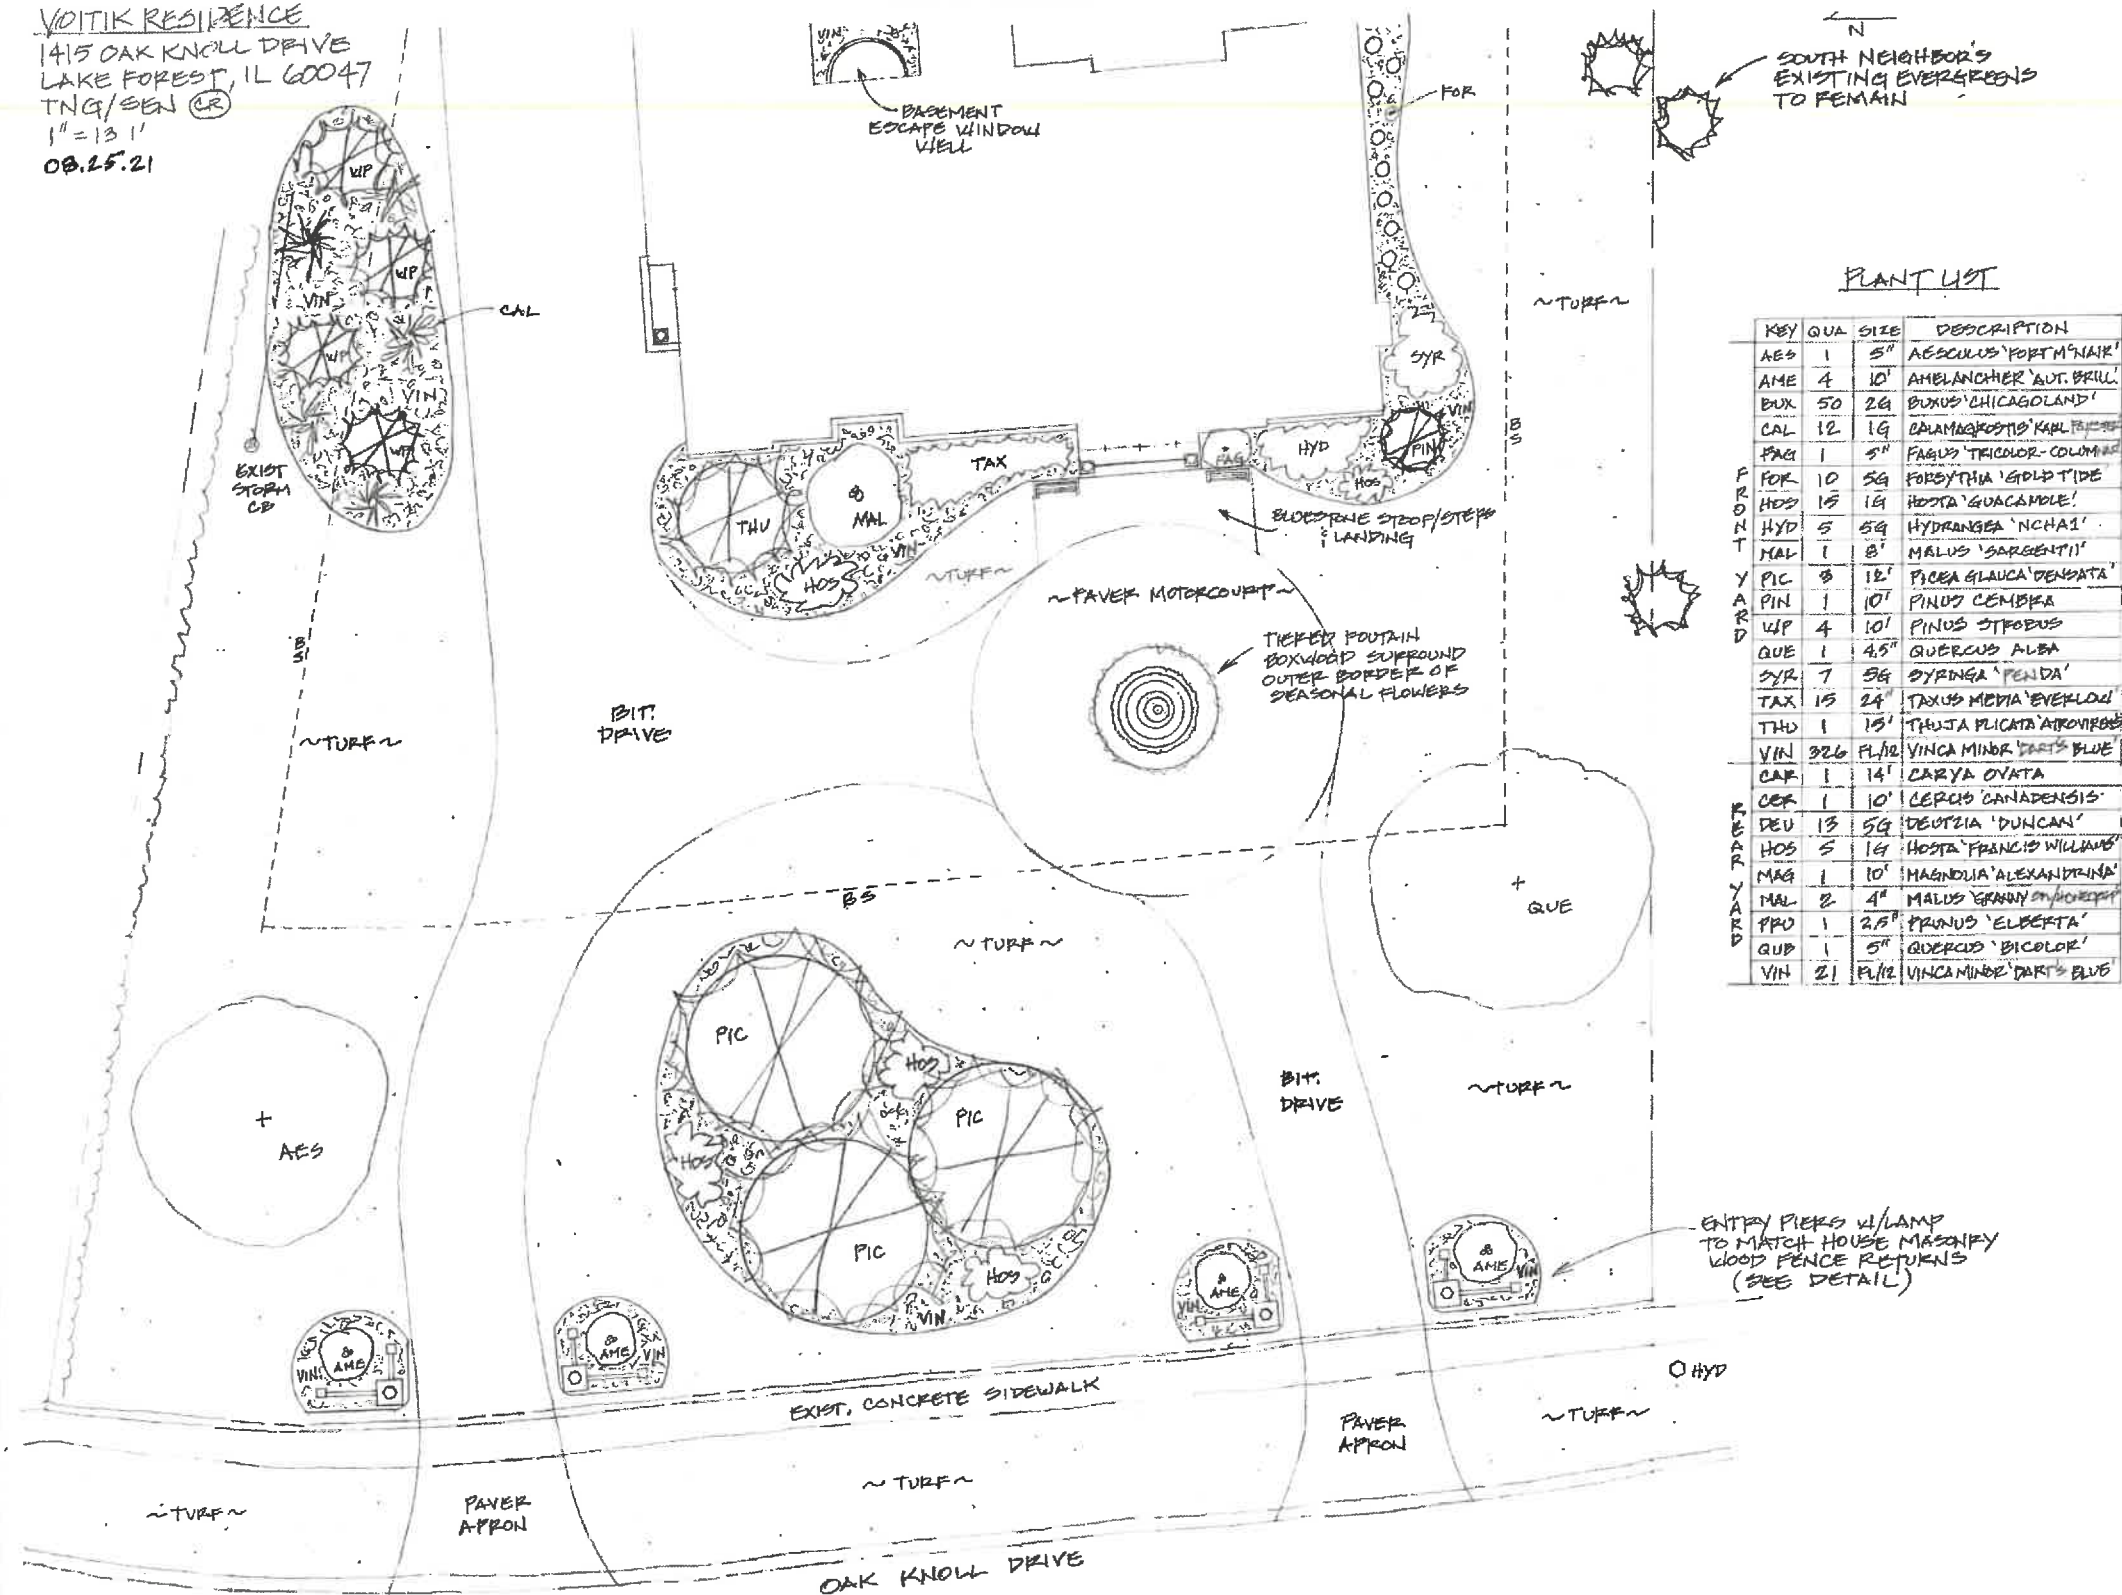 VOITIK RESIDENCE
1415 OAK KNOLL DRIVE
LAKE FOREST, IL 60047
TNG/SEN CR
08.25.21
N
SOUTH NEIGHBOR'S
EXISTING EVERGREENS
TO REMAIN
VIN
BASEMENT
ESCAPE WINDOW
WELL
FOR
WP
WP
VIN
CAL
WP
VIN
WP
EXIST
STORM
CB
~TURF~
SYR
VIN
BS
THU
MAL
TAX
VIN
HOS
FAG
HYD
PIN
HOS
BLUESTONE STOOP/STEPS
& LANDING
~TURF~
~PAVER MOTORCOURT~
TIERED FOUTAIN
BOXWOOD SURROUND
OUTER BORDER OF
SEASONAL FLOWERS
BS
~TURF~
BIT.
DRIVE
BS
~TURF~
QUE
AES
PIC
HOS
PIC
HOS
PIC
HOS
VIN
BIT.
DRIVE
~TURF~
ENTRY PIERS W/LAMP
TO MATCH HOUSE MASONRY
WOOD FENCE RETURNS
(SEE DETAIL)
VIN AME
AME VIN
AME VIN
AME VIN
HYD
EXIST. CONCRETE SIDEWALK
~TURF~
PAVER
APRON
~TURF~
PAVER
APRON
~TURF~
OAK KNOLL DRIVE
PLANT LIST
KEY QUA SIZE DESCRIPTION
FRONT YARD
AES 1 5" AESCULUS 'FORT McNAIR'
AME 4 10' AMELANCHIER 'AUT. BRILL.'
BUX 50 2G BUXUS 'CHICAGOLAND'
CAL 12 1G CALAMAGROSTIS 'KARL
FAG 1 5" FAGUS 'TRICOLOR-COLUMNAR
FOR 10 5G FORSYTHIA 'GOLD TIDE
HOS 15 1G HOSTA 'GUACAMOLE'
HYD 5 5G HYDRANGEA 'NCHA1'
MAL 1 8' MALUS 'SARGENTII'
PIC 3 12' PICEA GLAUCA 'DENSATA'
PIN 1 10' PINUS CEMBRA
WP 4 10' PINUS STROBUS
QUE 1 4.5" QUERCUS ALBA
SYR 7 5G SYRINGA 'PENDA'
TAX 15 24" TAXUS MEDIA 'EVERLOW'
THU 1 15' THUJA PLICATA 'ATROVIRENS
VIN 326 FL/12 VINCA MINOR 'DART'S BLUE'
REAR YARD
CAR 1 14' CARYA OVATA
CER 1 10' CERCIS 'CANADENSIS'
DEU 13 5G DEUTZIA 'DUNCAN'
HOS 5 1G HOSTA 'FRANCIS WILLIAMS'
MAG 1 10' MAGNOLIA 'ALEXANDRINA'
MAL 2 4" MALUS 'GRANNY
PRU 1 2.5" PRUNUS 'ELBERTA'
QUB 1 5" QUERCUS 'BICOLOR'
VIN 21 FL/12 VINCA MINOR 'DART'S BLUE'